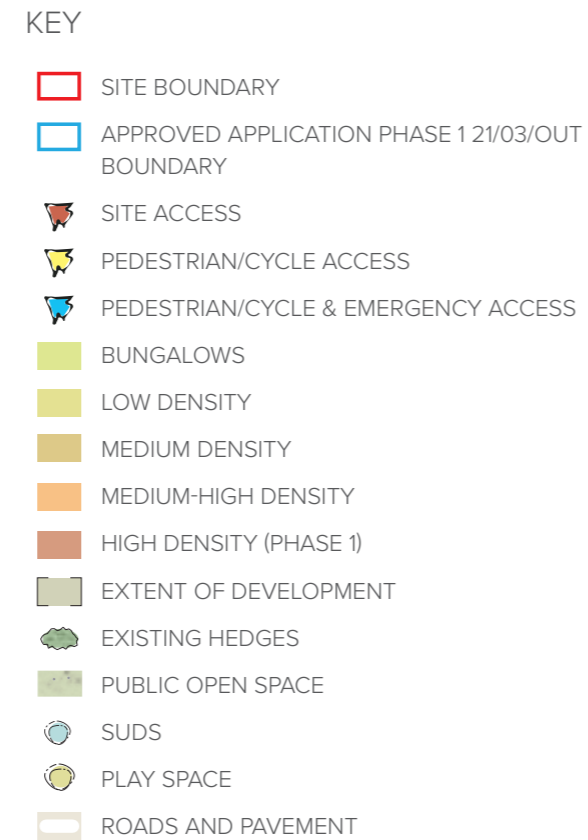 KEY
SITE BOUNDARY
APPROVED APPLICATION PHASE 1 21/03/OUT
BOUNDARY
SITE ACCESS
PEDESTRIAN/CYCLE ACCESS
PEDESTRIAN/CYCLE & EMERGENCY ACCESS
BUNGALOWS
LOW DENSITY
MEDIUM DENSITY
MEDIUM-HIGH DENSITY
HIGH DENSITY (PHASE 1)
EXTENT OF DEVELOPMENT
EXISTING HEDGES
PUBLIC OPEN SPACE
SUDS
PLAY SPACE
ROADS AND PAVEMENT